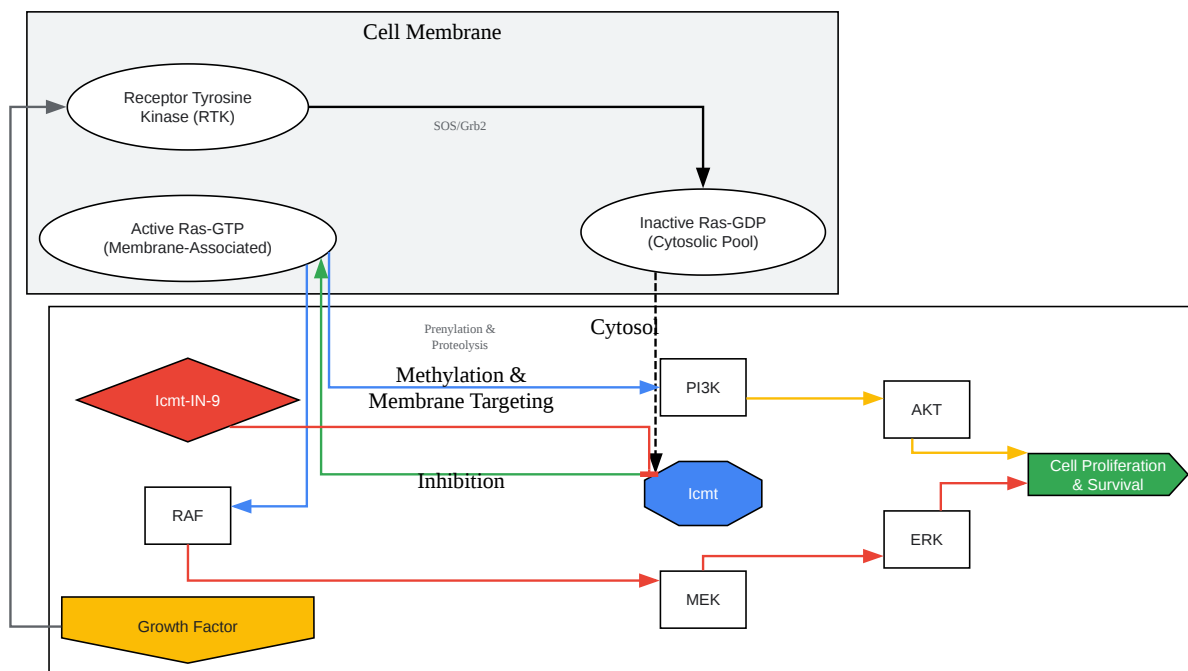 Cell Membrane
Receptor Tyrosine
Kinase (RTK)
SOS/Grb2
Active Ras-GTP
(Membrane-Associated)
Inactive Ras-GDP
(Cytosolic Pool)
Cytosol
Prenylation &
Proteolysis
Methylation &
Membrane Targeting
Icmt-IN-9
PI3K
AKT
Inhibition
Icmt
Cell Proliferation
& Survival
RAF
ERK
MEK
Growth Factor